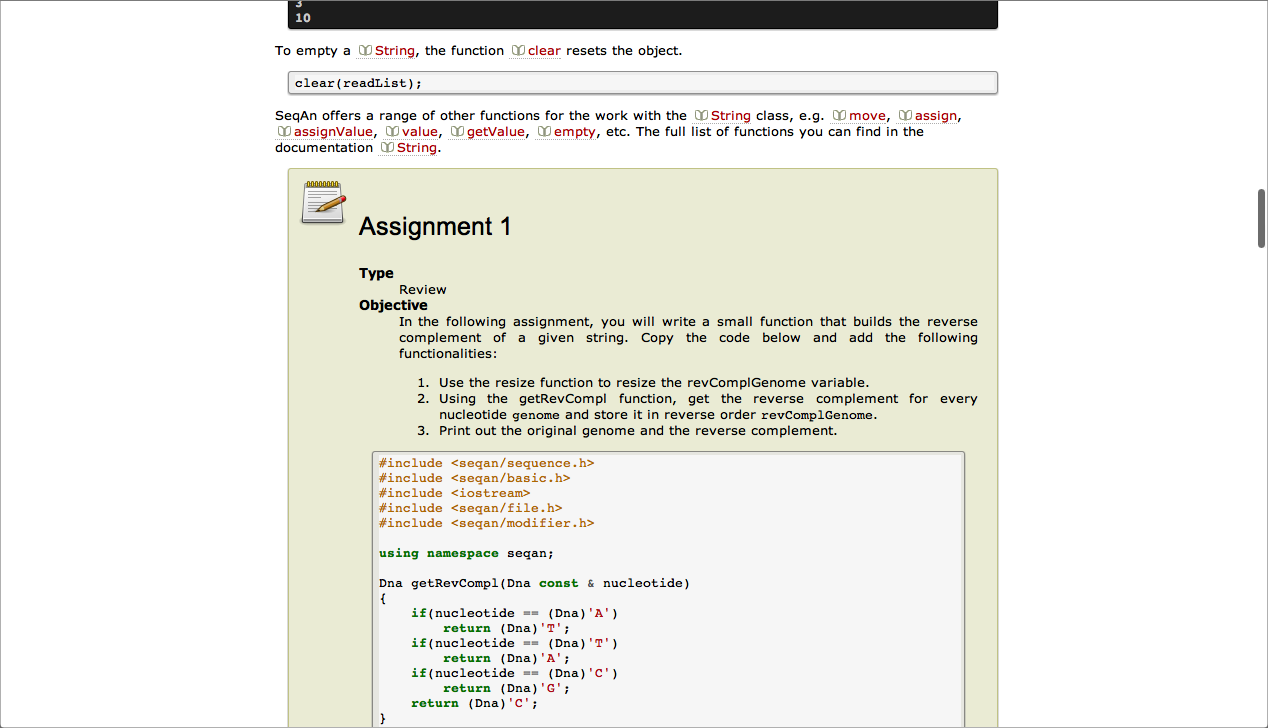 3
10
To empty a String, the function clear resets the object.
clear(readList);
SeqAn offers a range of other functions for the work with the String class, e.g. move, assign,
assignValue, value, getValue, empty, etc. The full list of functions you can find in the
documentation String.
Assignment 1
Type
Review
Objective
In the following assignment, you will write a small function that builds the reverse
complement of a given string. Copy the code below and add the following
functionalities:
1. Use the resize function to resize the revComplGenome variable.
2. Using the getRevCompl function, get the reverse complement for every
nucleotide genome and store it in reverse order revComplGenome.
3. Print out the original genome and the reverse complement.
#include <seqan/sequence.h>
#include <seqan/basic.h>
#include <iostream>
#include <seqan/file.h>
#include <seqan/modifier.h>
using namespace seqan;
Dna getRevCompl(Dna const & nucleotide)
{
    if(nucleotide == (Dna)'A')
        return (Dna)'T';
    if(nucleotide == (Dna)'T')
        return (Dna)'A';
    if(nucleotide == (Dna)'C')
        return (Dna)'G';
    return (Dna)'C';
}